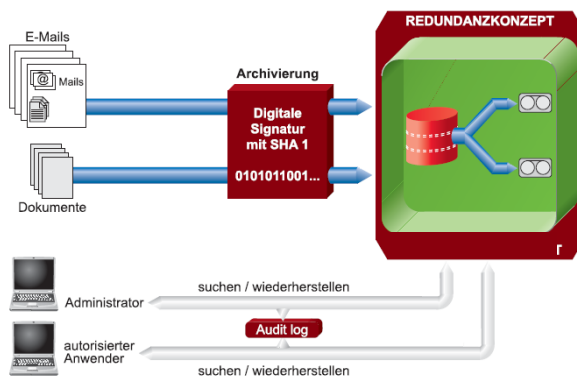 E-Mails
@ Mails
REDUNDANZKONZEPT
Archivierung
Digitale
Signatur
mit SHA 1
0101011001...
Dokumente
r
suchen / wiederherstellen
Administrator
Audit log
autorisierter
Anwender
suchen / wiederherstellen